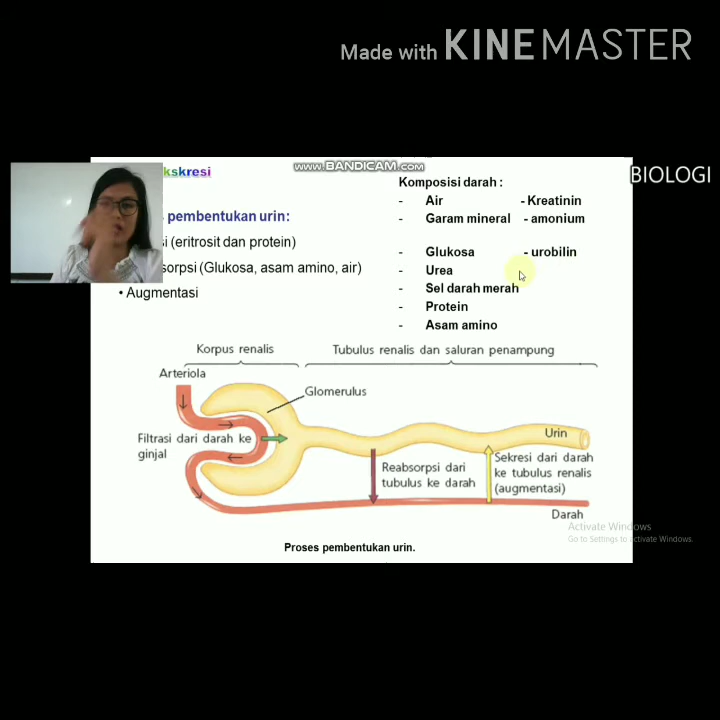 Made with KINEMASTER
www.BANDICAM.com
BIOLOGI
kskresi
pembentukan urin:
(eritrosit dan protein)
(Glukosa, asam amino, air)
• Augmentasi
Komposisi darah :
- Air - Kreatinin
- Garam mineral - amonium
- Glukosa - urobilin
- Urea
- Sel darah merah
- Protein
- Asam amino
Korpus renalis
Tubulus renalis dan saluran penampung
Arteriola
Glomerulus
Filtrasi dari darah ke
ginjal
Urin
Reabsorpsi dari
tubulus ke darah
Sekresi dari darah
ke tubulus renalis
(augmentasi)
Darah
Activate Windows
Go to Settings to activate Windows.
Proses pembentukan urin.